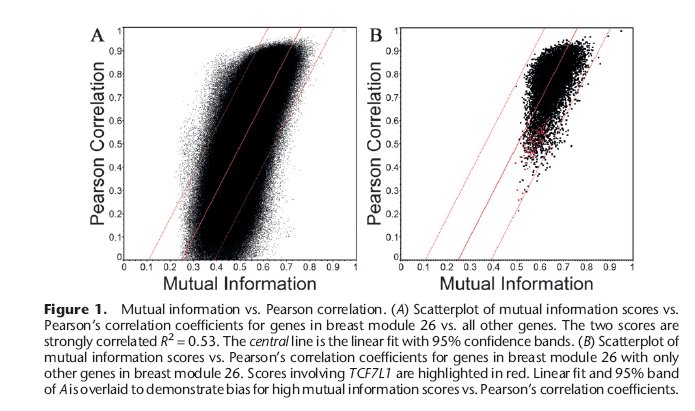 A
B
Pearson Correlation
1
0.9
0.8
0.7
0.6
0.5
0.4
0.3
0.2
0.1
0
0 0.1 0.2 0.3 0.4 0.5 0.6 0.7 0.8 0.9 1
Mutual Information
Pearson Correlation
1
0.9
0.8
0.7
0.6
0.5
0.4
0.3
0.2
0.1
0
0 0.1 0.2 0.3 0.4 0.5 0.6 0.7 0.8 0.9 1
Mutual Information
Figure 1. Mutual information vs. Pearson correlation. (A) Scatterplot of mutual information scores vs.
Pearson's correlation coefficients for genes in breast module 26 vs. all other genes. The two scores are
strongly correlated R² = 0.53. The central line is the linear fit with 95% confidence bands. (B) Scatterplot of
mutual information scores vs. Pearson's correlation coefficients for genes in breast module 26 with only
other genes in breast module 26. Scores involving TCF7L1 are highlighted in red. Linear fit and 95% band
of A is overlaid to demonstrate bias for high mutual information scores vs. Pearson's correlation coefficients.